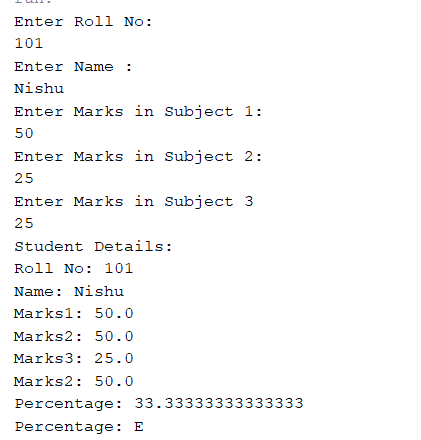 run:
Enter Roll No:
101
Enter Name :
Nishu
Enter Marks in Subject 1:
50
Enter Marks in Subject 2:
25
Enter Marks in Subject 3
25
Student Details:
Roll No: 101
Name: Nishu
Marks1: 50.0
Marks2: 50.0
Marks3: 25.0
Marks2: 50.0
Percentage: 33.33333333333333
Percentage: E